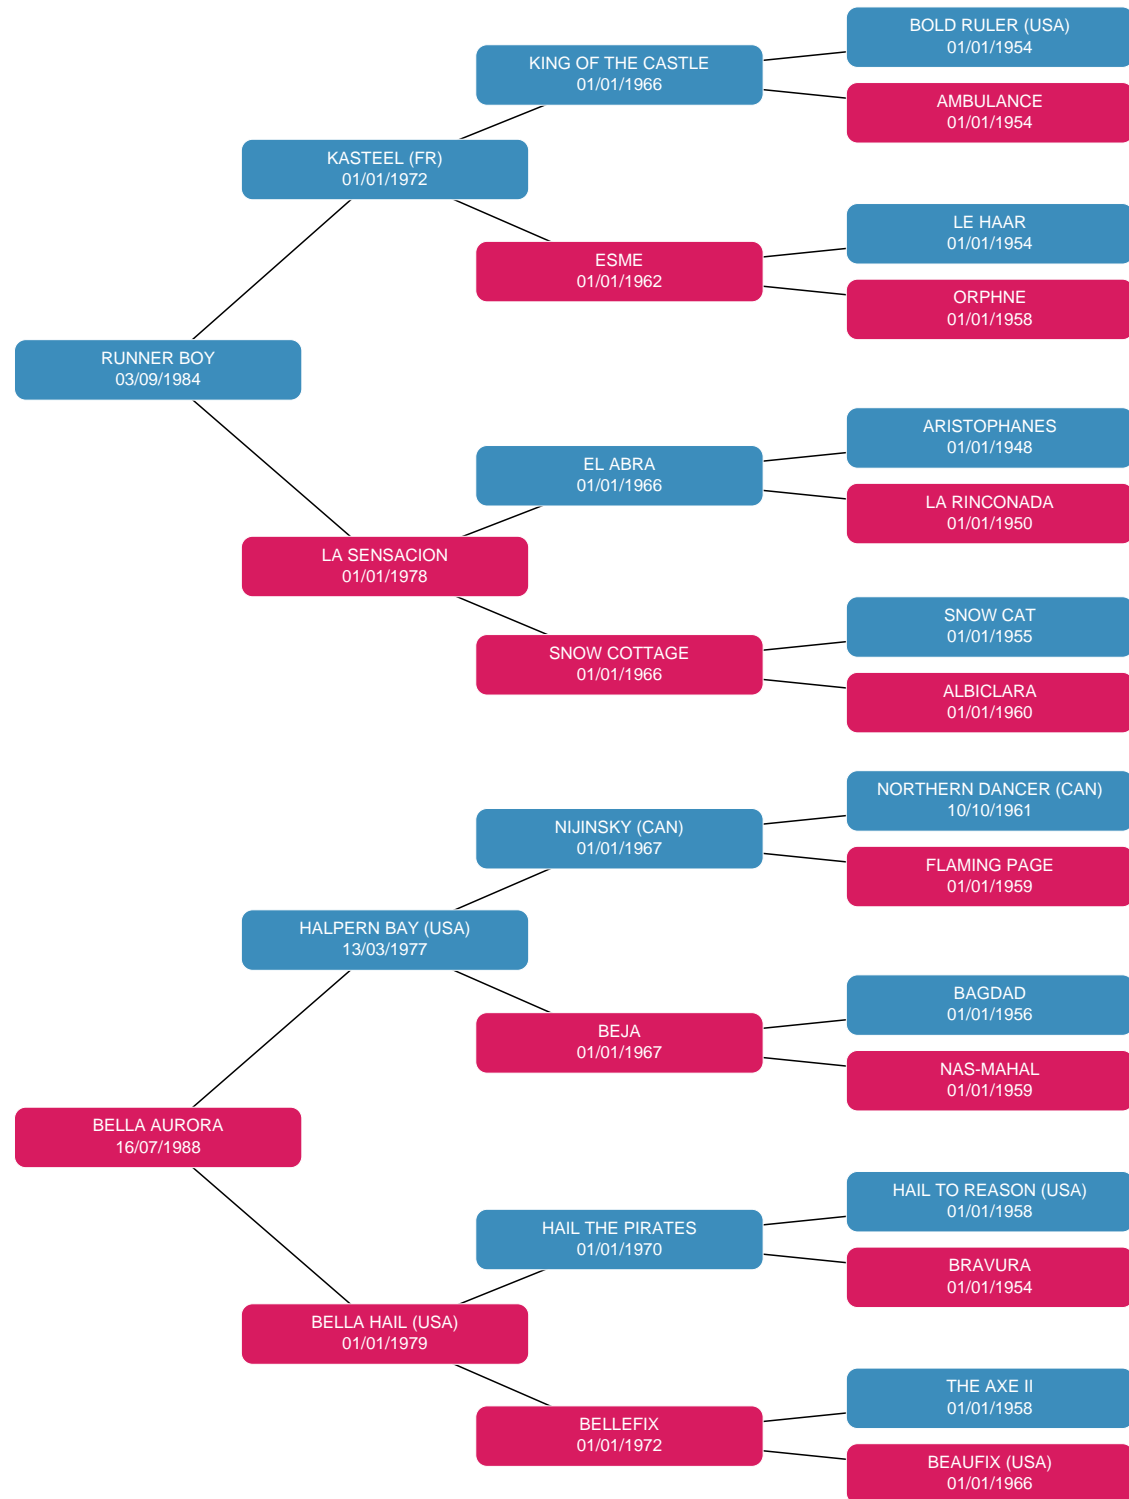 BOLD RULER (USA)
01/01/1954
KING OF THE CASTLE
01/01/1966
AMBULANCE
01/01/1954
KASTEEL (FR)
01/01/1972
LE HAAR
01/01/1954
ESME
01/01/1962
ORPHNE
01/01/1958
RUNNER BOY
03/09/1984
ARISTOPHANES
01/01/1948
EL ABRA
01/01/1966
LA RINCONADA
01/01/1950
LA SENSACION
01/01/1978
SNOW CAT
01/01/1955
SNOW COTTAGE
01/01/1966
ALBICLARA
01/01/1960
NORTHERN DANCER (CAN)
10/10/1961
NIJINSKY (CAN)
01/01/1967
FLAMING PAGE
01/01/1959
HALPERN BAY (USA)
13/03/1977
BAGDAD
01/01/1956
BEJA
01/01/1967
NAS-MAHAL
01/01/1959
BELLA AURORA
16/07/1988
HAIL TO REASON (USA)
01/01/1958
HAIL THE PIRATES
01/01/1970
BRAVURA
01/01/1954
BELLA HAIL (USA)
01/01/1979
THE AXE II
01/01/1958
BELLEFIX
01/01/1972
BEAUFIX (USA)
01/01/1966